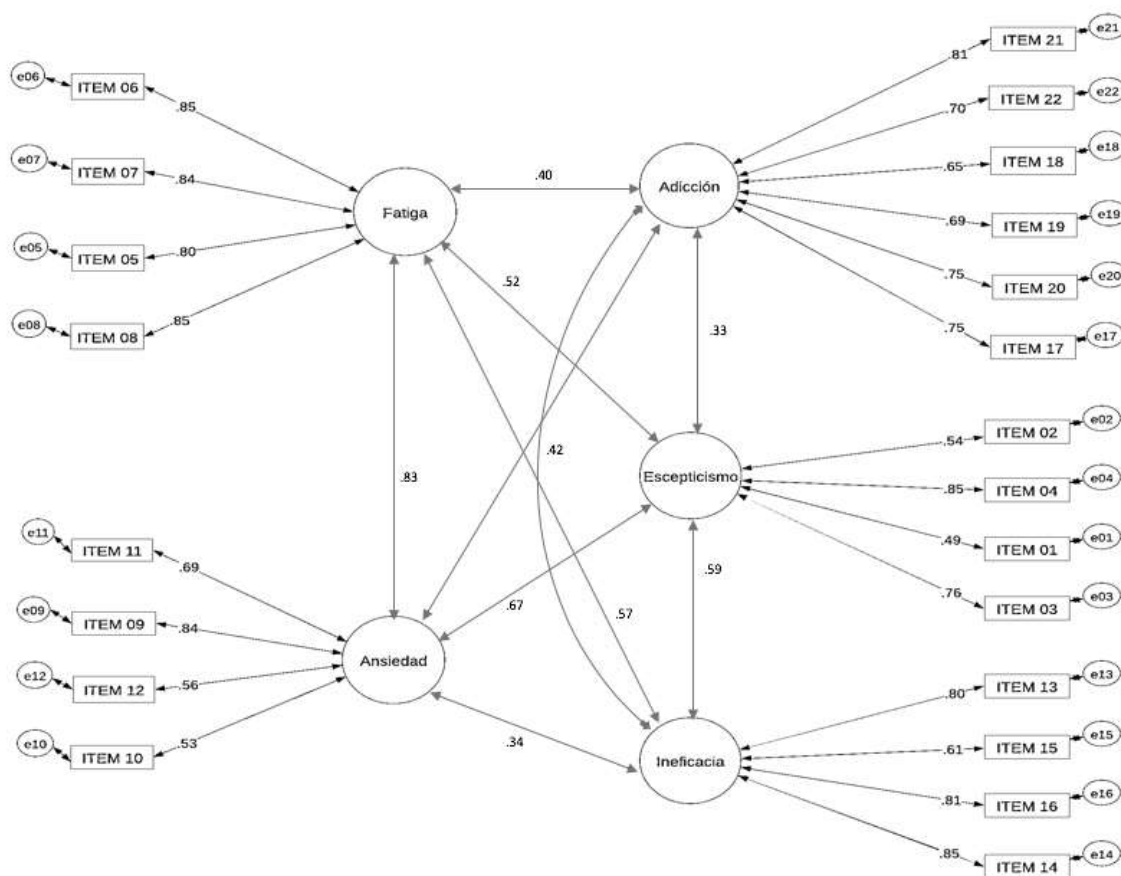 e06 ITEM 06 .85
e07 ITEM 07 .84
e05 ITEM 05 .80
e08 ITEM 08 .85
Fatiga
.40
Adicción
.81 ITEM 21 e21
.70 ITEM 22 e22
.65 ITEM 18 e18
.69 ITEM 19 e19
.75 ITEM 20 e20
.75 ITEM 17 e17
.52
.33
.42
.83
Escepticismo
.54 ITEM 02 e02
.85 ITEM 04 e04
.49 ITEM 01 e01
.76 ITEM 03 e03
e11 ITEM 11 .69
e09 ITEM 09 .84
e12 ITEM 12 .56
e10 ITEM 10 .53
Ansiedad
.67
.57
.59
.34
Ineficacia
.80 ITEM 13 e13
.61 ITEM 15 e15
.81 ITEM 16 e16
.85 ITEM 14 e14